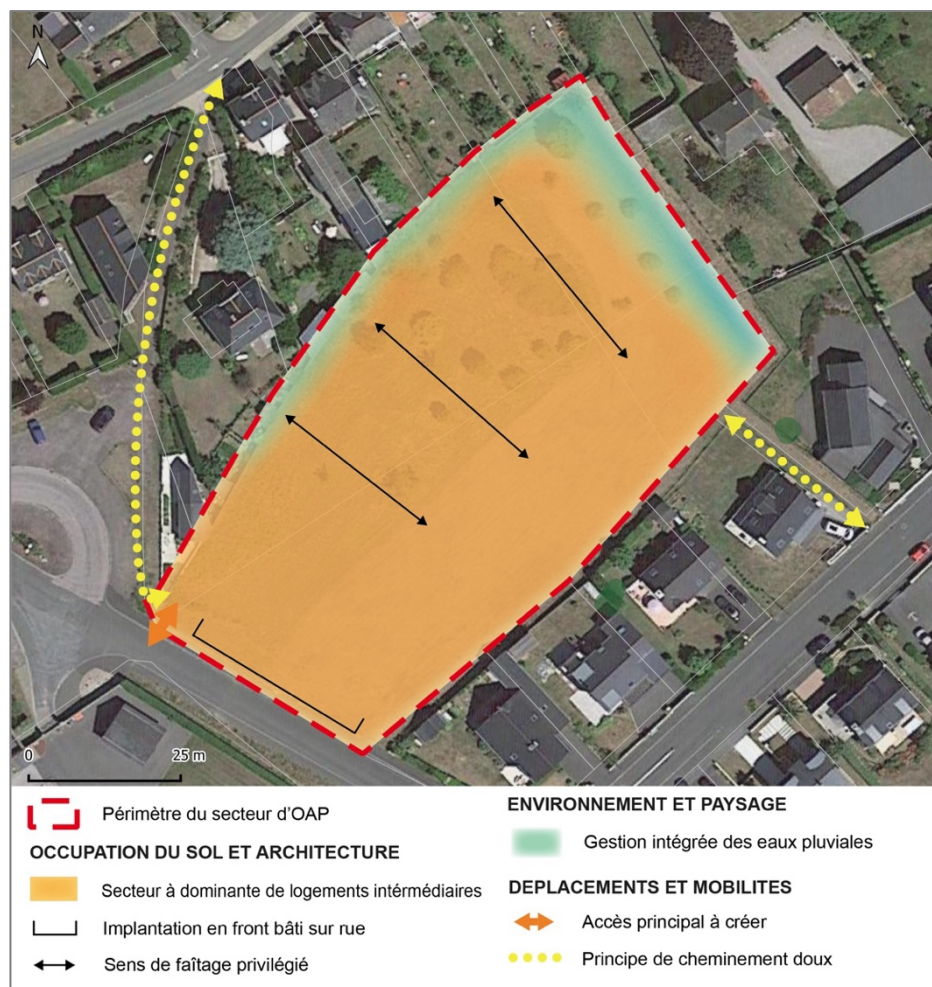 N
0 25 m
Périmètre du secteur d'OAP
OCCUPATION DU SOL ET ARCHITECTURE
Secteur à dominante de logements intérmédiaires
Implantation en front bâti sur rue
Sens de faîtage privilégié
ENVIRONNEMENT ET PAYSAGE
Gestion intégrée des eaux pluviales
DEPLACEMENTS ET MOBILITES
Accès principal à créer
Principe de cheminement doux